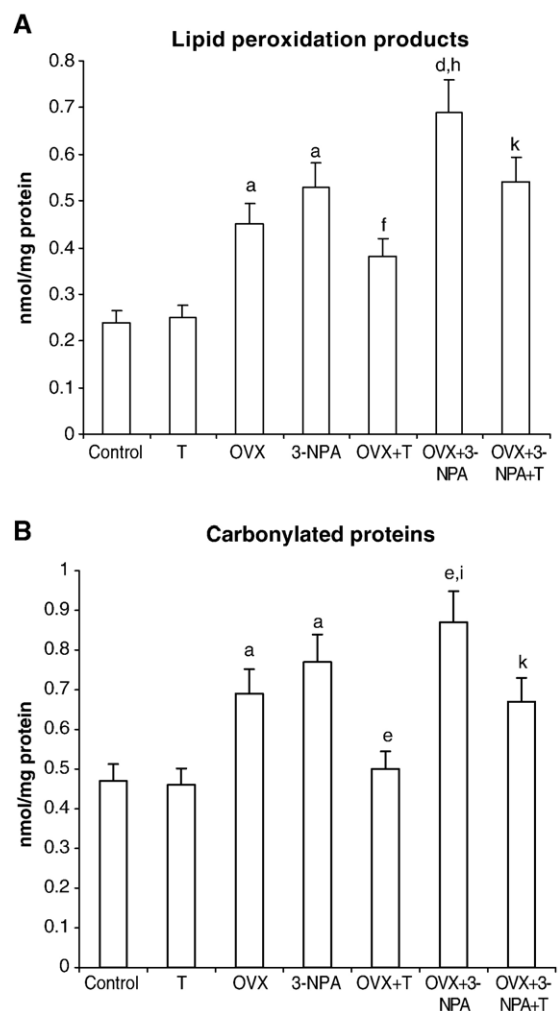 A
Lipid peroxidation products
nmol/mg protein
0.8
0.7
0.6
0.5
0.4
0.3
0.2
0.1
0
a
a
f
d,h
k
Control T OVX 3-NPA OVX+T OVX+3- OVX+3-
NPA NPA+T
B
Carbonylated proteins
nmol/mg protein
1
0.9
0.8
0.7
0.6
0.5
0.4
0.3
0.2
0.1
0
a
a
e
e,i
k
Control T OVX 3-NPA OVX+T OVX+3- OVX+3-
NPA NPA+T